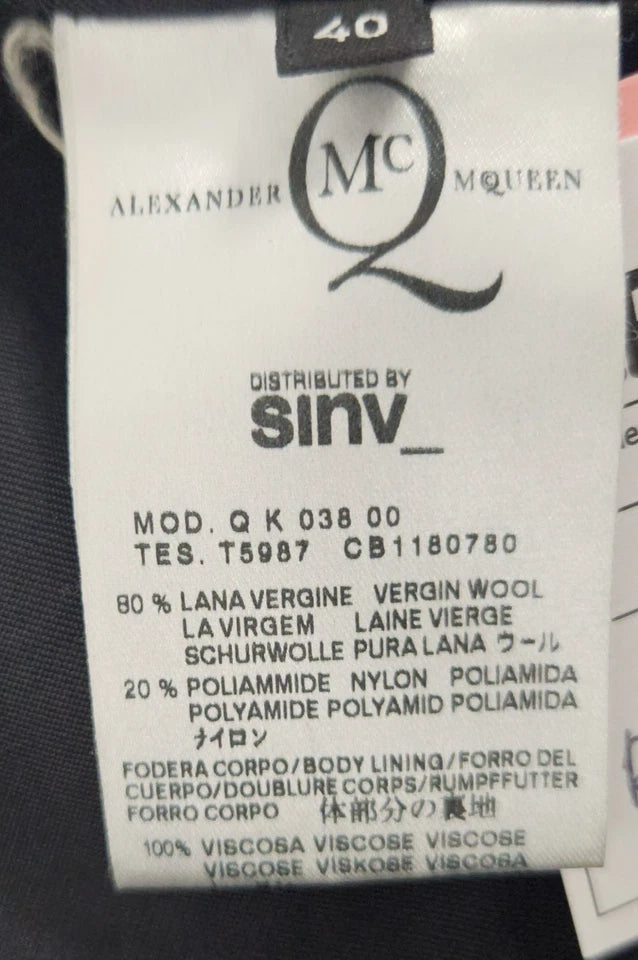 40
ALEXANDER MCQ MQUEEN
DISTRIBUTED BY
sinv_
MOD. Q K 038 00
TES. T5987 CB1180780
80 % LANA VERGINE VERGIN WOOL
LA VIRGEM LAINE VIERGE
SCHURWOLLE PURA LANA ウール
20 % POLIAMMIDE NYLON POLIAMIDA
POLYAMIDE POLYAMID POLIAMIDA
ナイロン
FODERA CORPO/BODY LINING/FORRO DEL
CUERPO/DOUBLURE CORPS/RUMPFFUTTER
FORRO CORPO 体部分の裏地
100% VISCOSA VISCOSE VISCOSE
VISCOSE VISKOSE VISCOSA